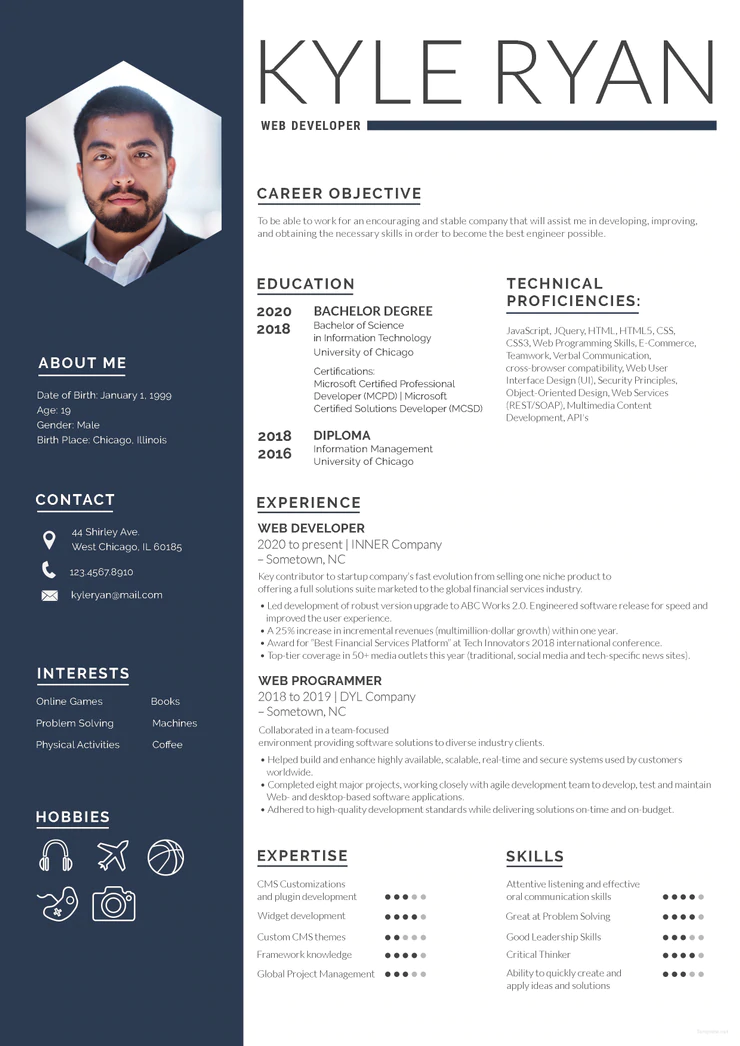 KYLE RYAN
WEB DEVELOPER
ABOUT ME
Date of Birth: January 1, 1999
Age: 19
Gender: Male
Birth Place: Chicago, Illinois
CONTACT
44 Shirley Ave.
West Chicago, IL 60185
123.4567.8910
kyleryan@mail.com
INTERESTS
Online Games Books
Problem Solving Machines
Physical Activities Coffee
HOBBIES
CAREER OBJECTIVE
To be able to work for an encouraging and stable company that will assist me in developing, improving,
and obtaining the necessary skills in order to become the best engineer possible.
EDUCATION
2020
2018
BACHELOR DEGREE
Bachelor of Science
in Information Technology
University of Chicago
Certifications:
Microsoft Certified Professional
Developer (MCPD) | Microsoft
Certified Solutions Developer (MCSD)
2018
2016
DIPLOMA
Information Management
University of Chicago
TECHNICAL
PROFICIENCIES:
JavaScript, JQuery, HTML, HTML5, CSS,
CSS3, Web Programming Skills, E-Commerce,
Teamwork, Verbal Communication,
cross-browser compatibility, Web User
Interface Design (UI), Security Principles,
Object-Oriented Design, Web Services
(REST/SOAP), Multimedia Content
Development, API's
EXPERIENCE
WEB DEVELOPER
2020 to present | INNER Company
– Sometown, NC
Key contributor to startup company's fast evolution from selling one niche product to
offering a full solutions suite marketed to the global financial services industry.
• Led development of robust version upgrade to ABC Works 2.0. Engineered software release for speed and
improved the user experience.
• A 25% increase in incremental revenues (multimillion-dollar growth) within one year.
• Award for "Best Financial Services Platform" at Tech Innovators 2018 international conference.
• Top-tier coverage in 50+ media outlets this year (traditional, social media and tech-specific news sites).
WEB PROGRAMMER
2018 to 2019 | DYL Company
– Sometown, NC
Collaborated in a team-focused
environment providing software solutions to diverse industry clients.
• Helped build and enhance highly available, scalable, real-time and secure systems used by customers
worldwide.
• Completed eight major projects, working closely with agile development team to develop, test and maintain
Web- and desktop-based software applications.
• Adhered to high-quality development standards while delivering solutions on-time and on-budget.
EXPERTISE
CMS Customizations
and plugin development
Widget development
Custom CMS themes
Framework knowledge
Global Project Management
SKILLS
Attentive listening and effective
oral communication skills
Great at Problem Solving
Good Leadership Skills
Critical Thinker
Ability to quickly create and
apply ideas and solutions